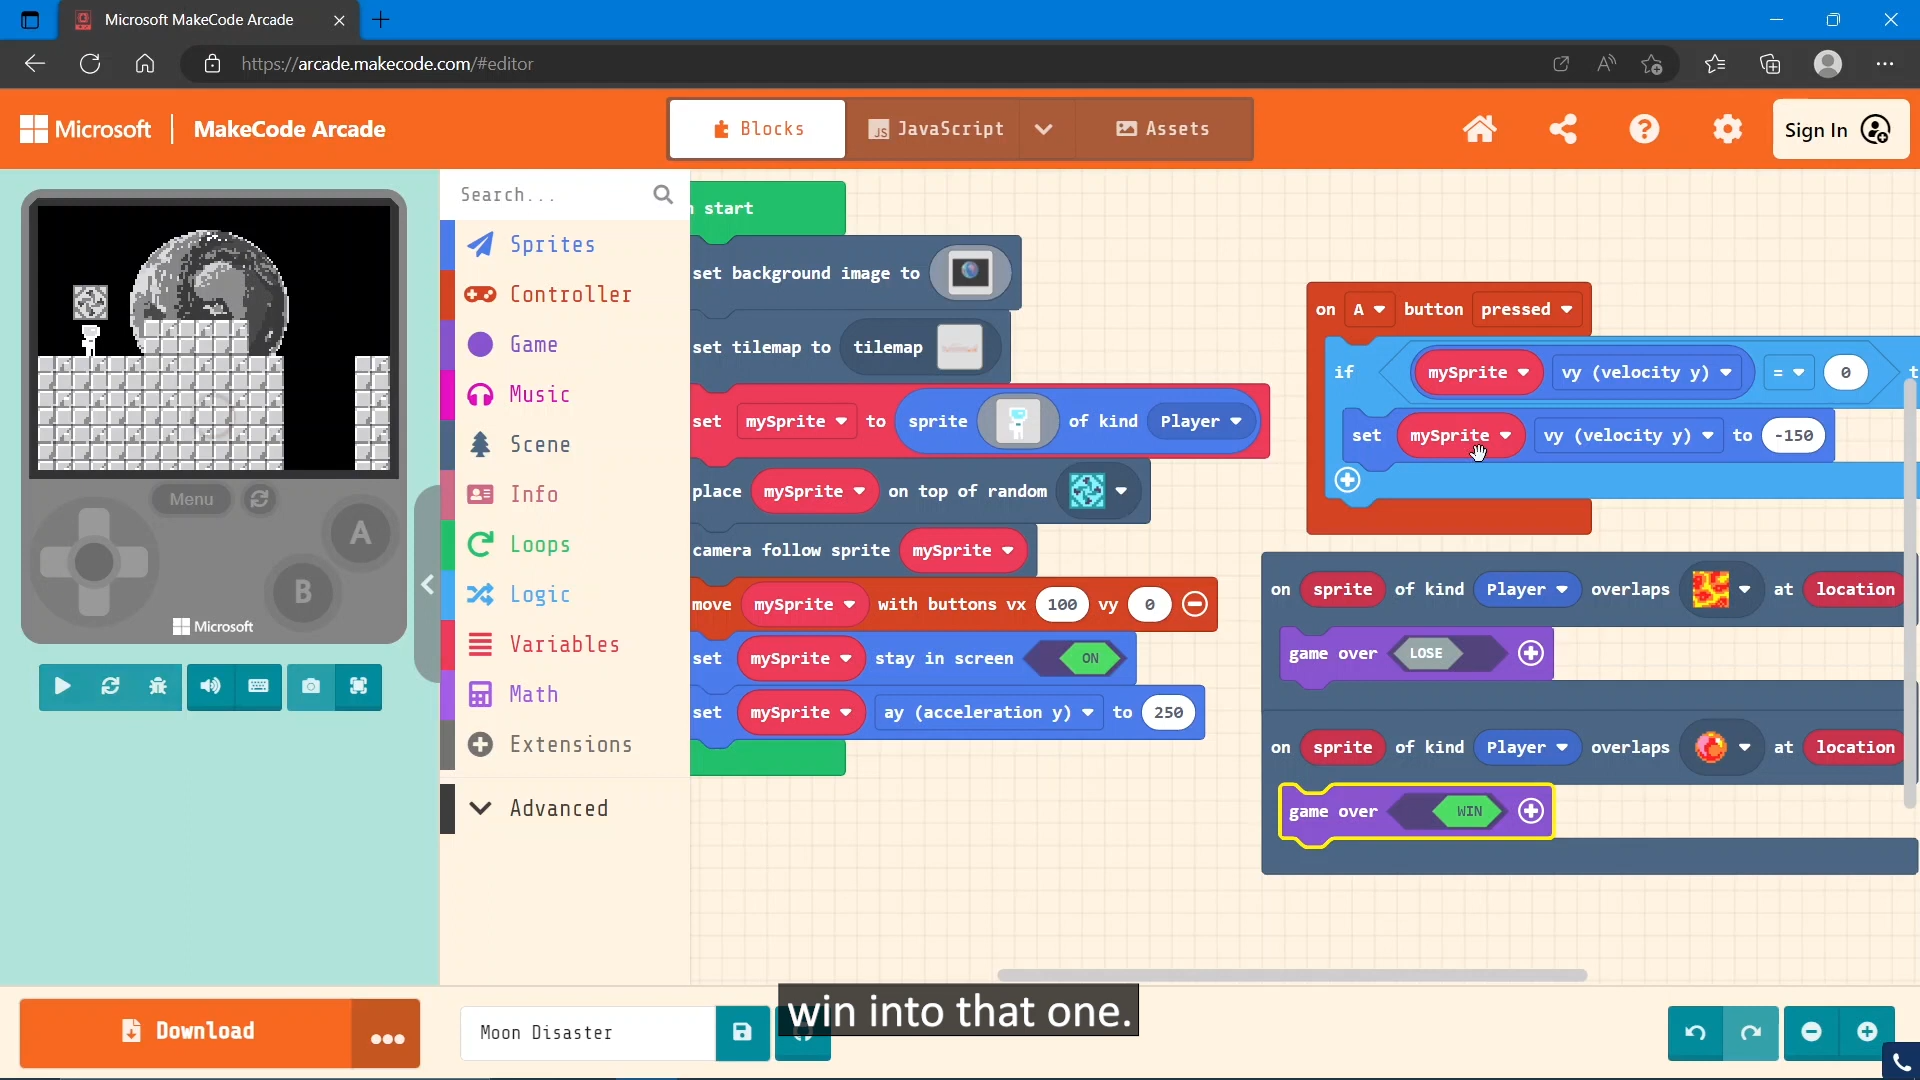 Microsoft MakeCode Arcade
https://arcade.makecode.com/#editor
Microsoft MakeCode Arcade
Blocks
JS JavaScript
Assets
Sign In
Menu
A
B
Microsoft
Search...
Sprites
Controller
Game
Music
Scene
Info
Loops
Logic
Variables
Math
Extensions
Advanced
start
set background image to
set tilemap to tilemap
set mySprite to sprite of kind Player
place mySprite on top of random
camera follow sprite mySprite
move mySprite with buttons vx 100 vy 0
set mySprite stay in screen ON
set mySprite ay (acceleration y) to 250
on A button pressed
if mySprite vy (velocity y) = 0 t
set mySprite vy (velocity y) to -150
on sprite of kind Player overlaps at location
game over LOSE
on sprite of kind Player overlaps at location
game over WIN
Download
Moon Disaster
win into that one.